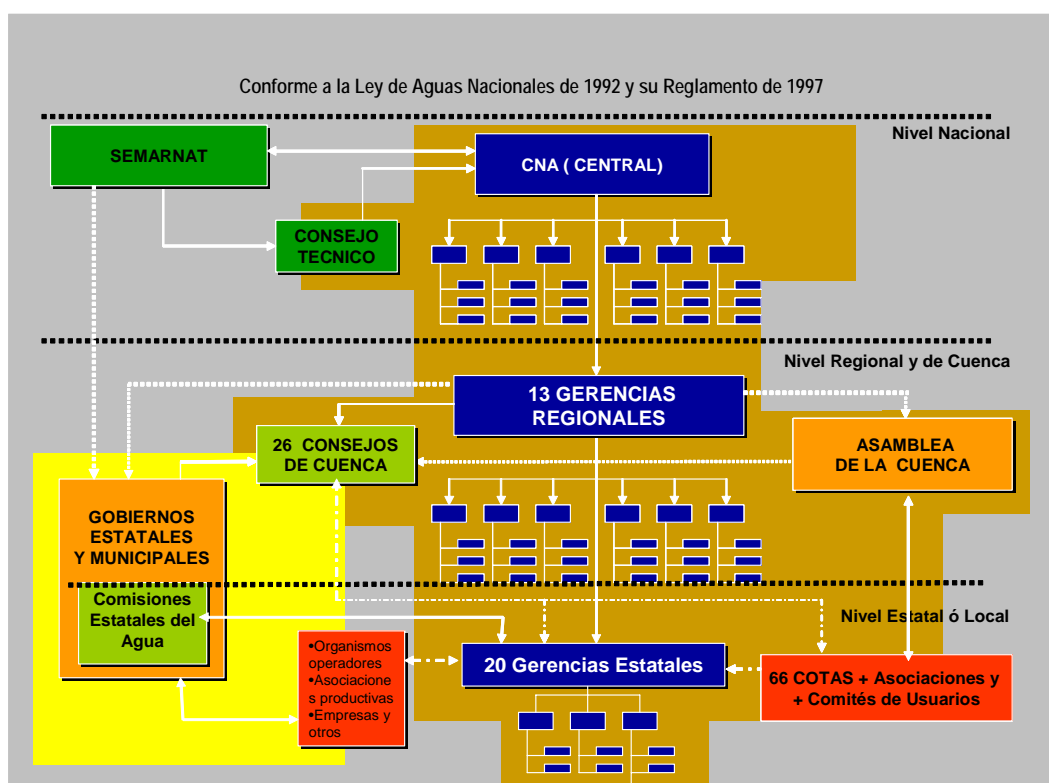 Conforme a la Ley de Aguas Nacionales de 1992 y su Reglamento de 1997
Nivel Nacional
SEMARNAT
CNA ( CENTRAL)
CONSEJO
TECNICO
Nivel Regional y de Cuenca
13 GERENCIAS
REGIONALES
26 CONSEJOS
DE CUENCA
ASAMBLEA
DE LA CUENCA
GOBIERNOS
ESTATALES
Y MUNICIPALES
Comisiones
Estatales del
Agua
Nivel Estatal ó Local
•Organismos
operadores
•Asociacione
s productivas
•Empresas y
otros
20 Gerencias Estatales
66 COTAS + Asociaciones y
+ Comités de Usuarios